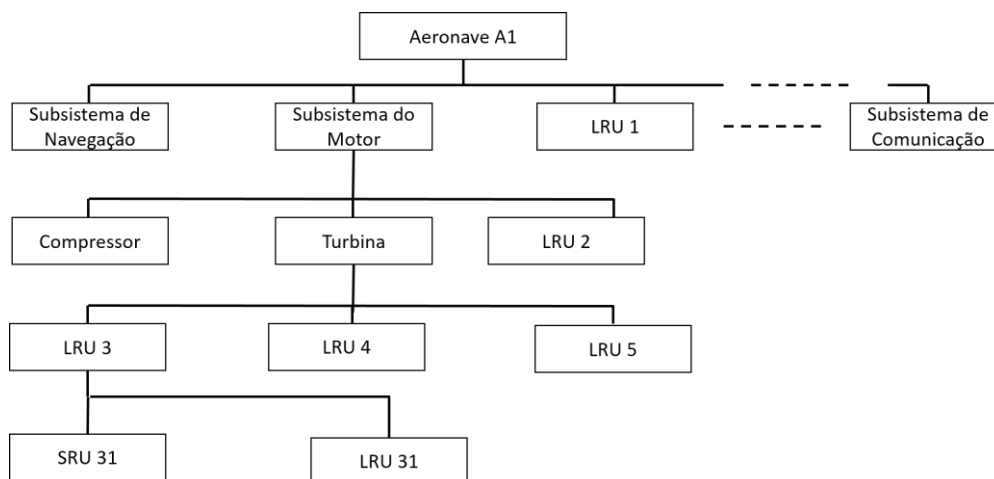 Aeronave A1
Subsistema de
Navegação
Subsistema do
Motor
LRU 1
Subsistema de
Comunicação
Compressor
Turbina
LRU 2
LRU 3
LRU 4
LRU 5
SRU 31
LRU 31